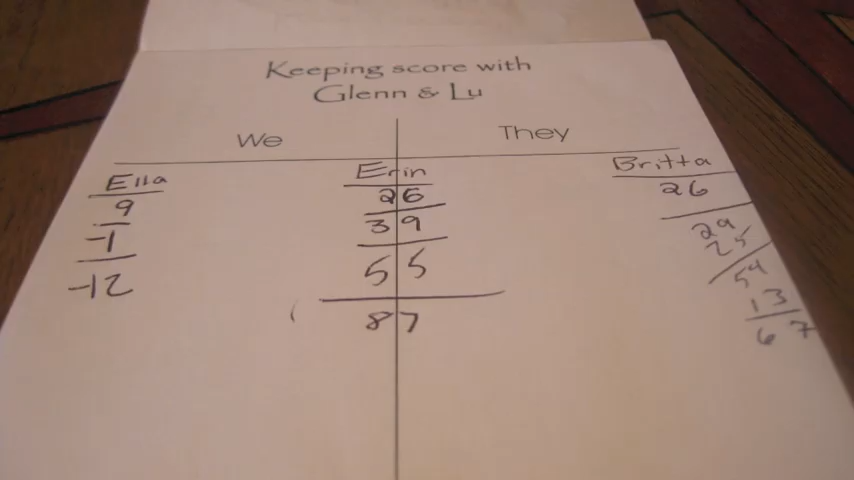 Keeping score with
Glenn & Lu
We
They
Ella
9
-1
-12
Erin
26
39
55
87
Britta
26
29
25
54
13
67